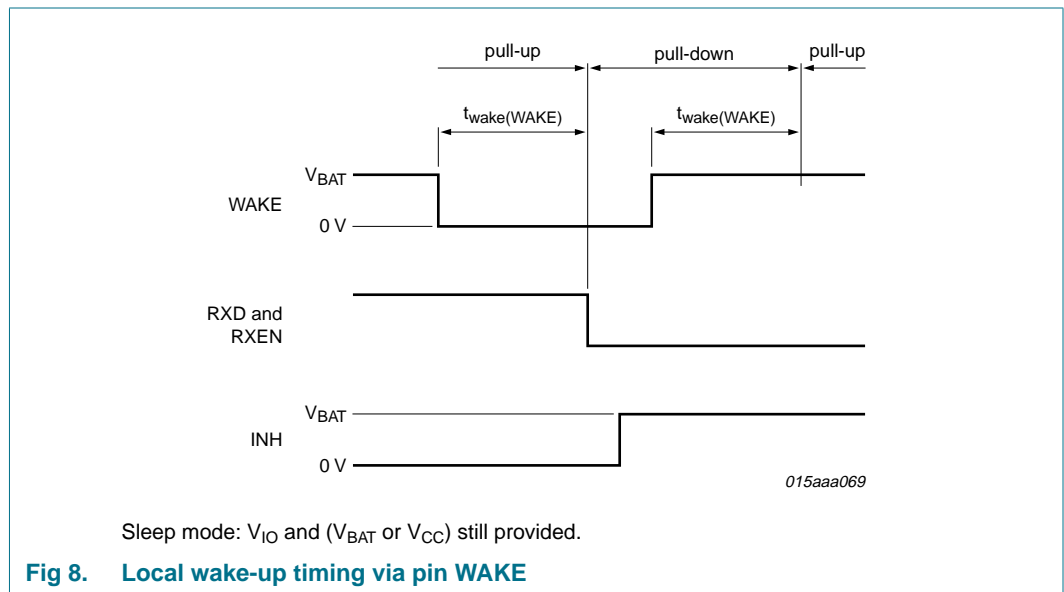 pull-up pull-down pull-up
twake(WAKE) twake(WAKE)
VBAT
WAKE
0 V
RXD and
RXEN
VBAT
INH
0 V
015aaa069
Sleep mode: VIO and (VBAT or VCC) still provided.
Fig 8. Local wake-up timing via pin WAKE